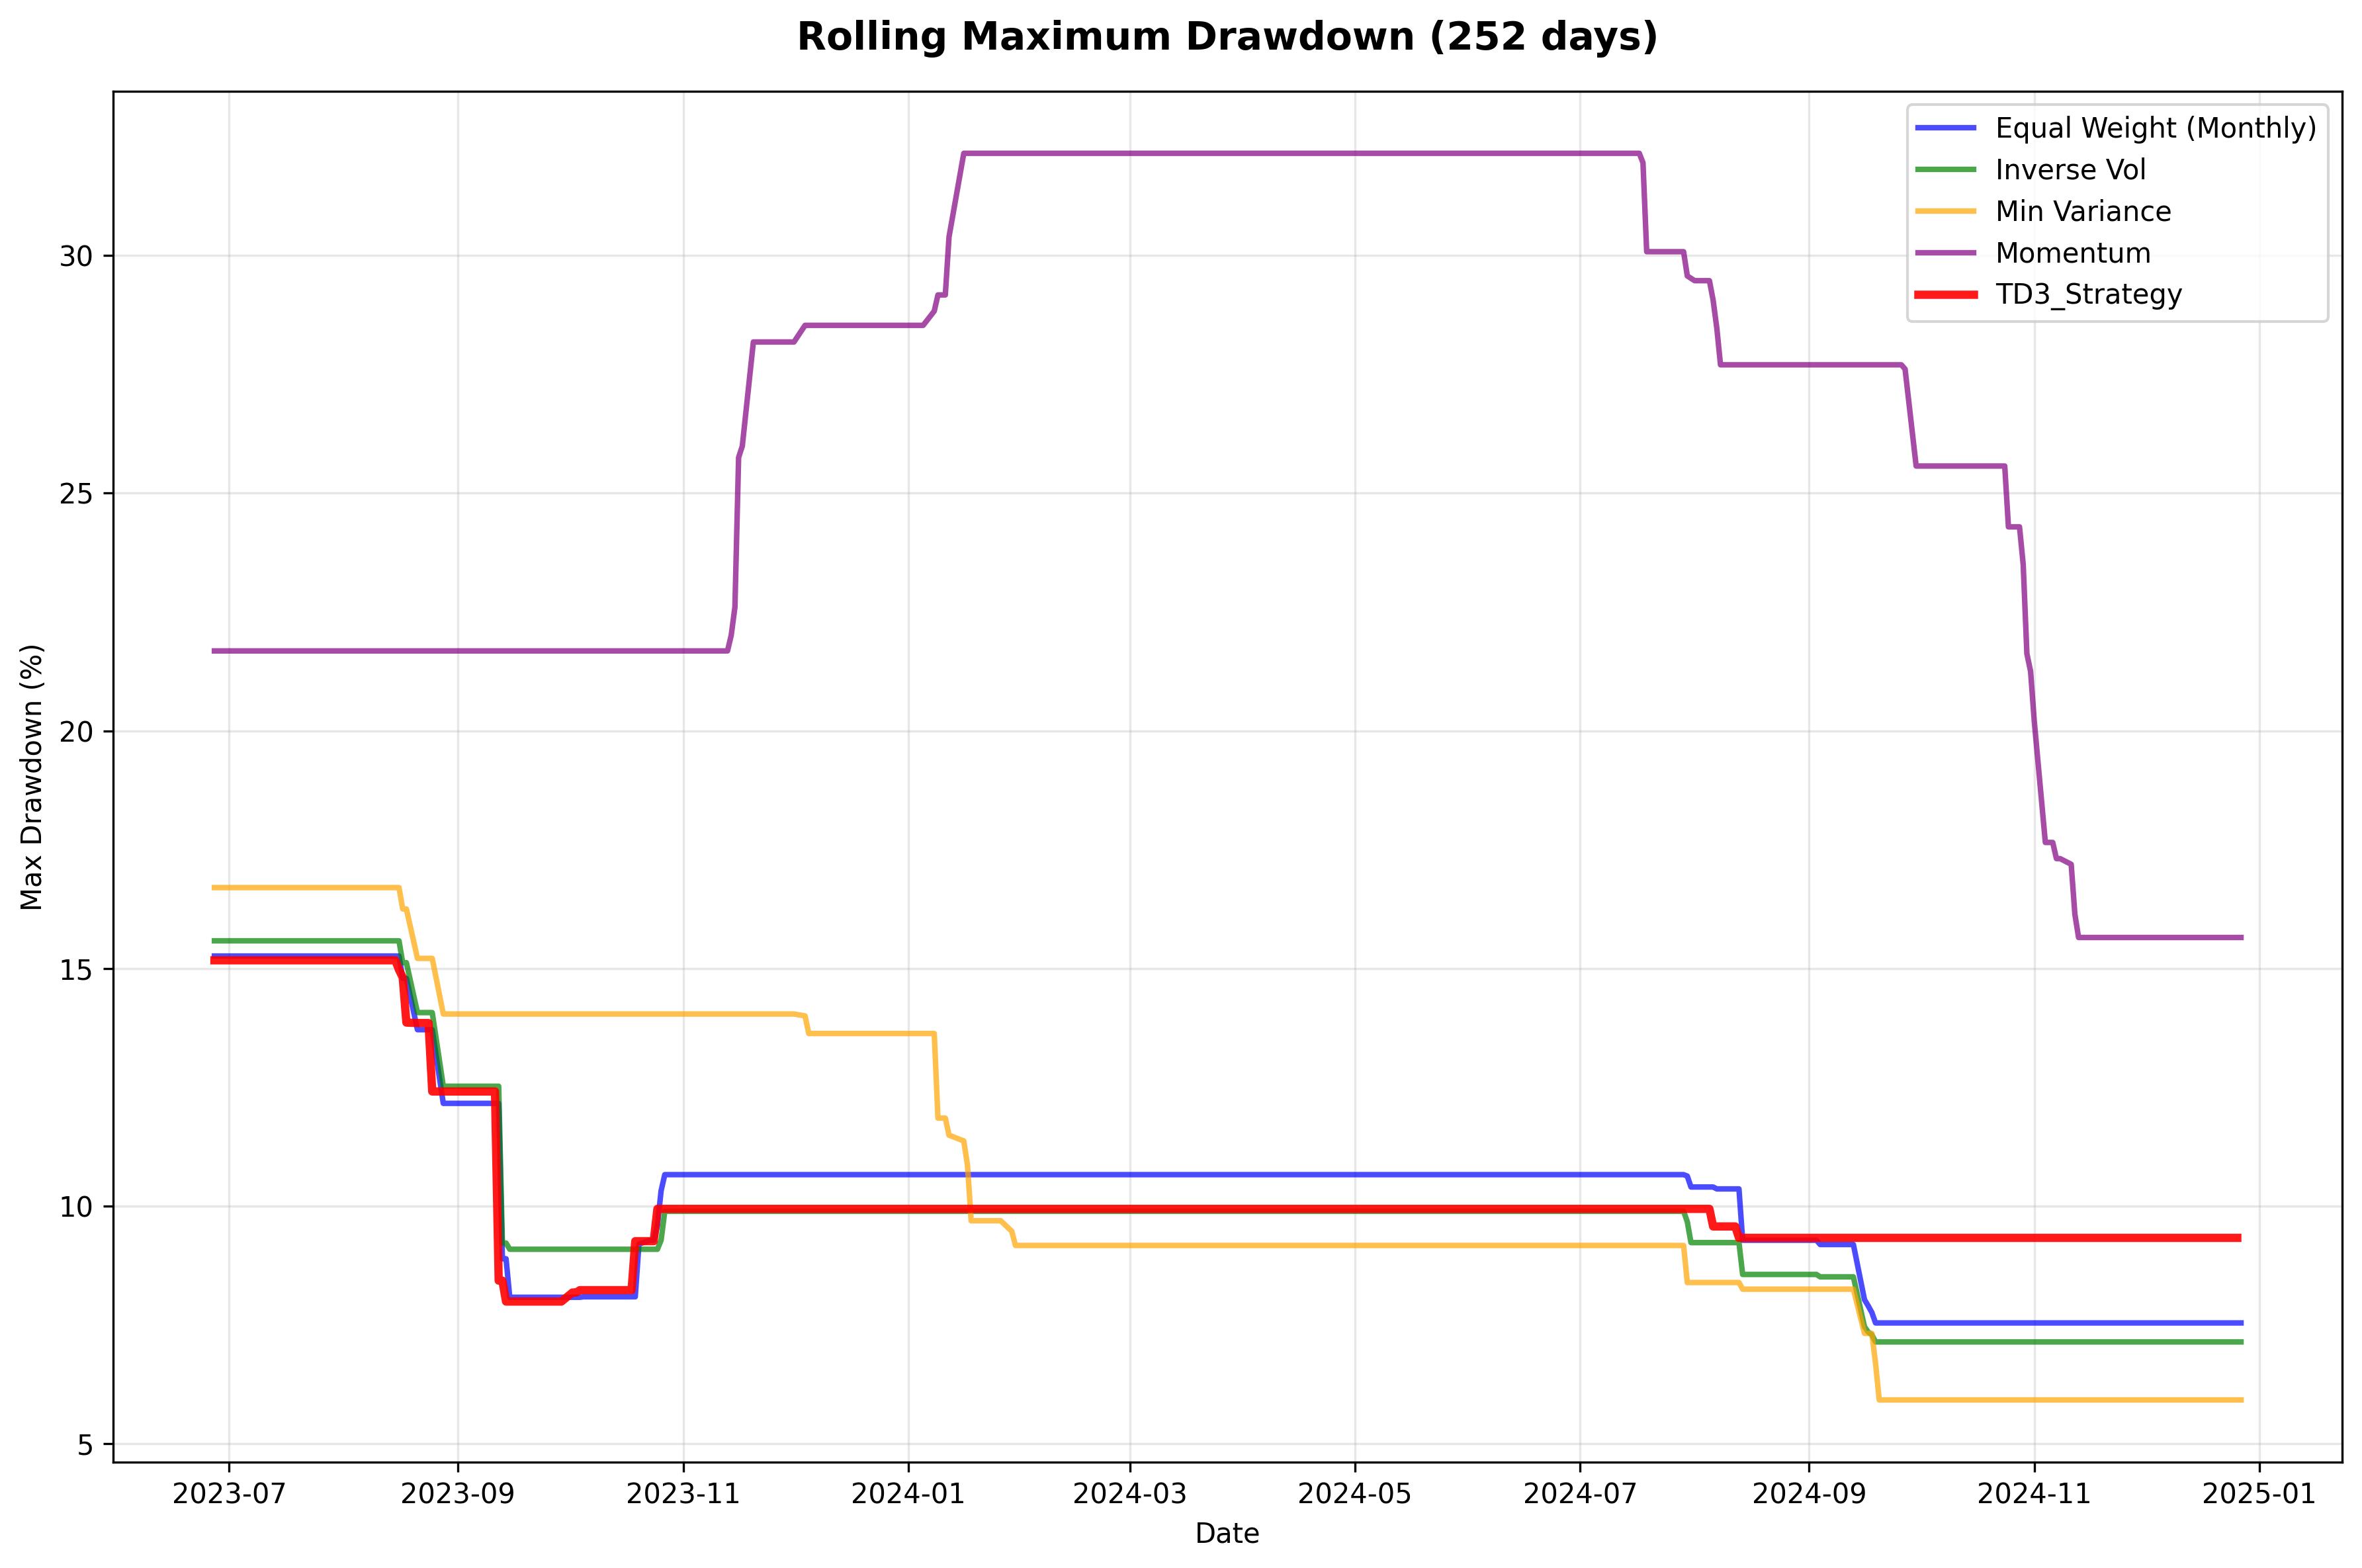 Rolling Maximum Drawdown (252 days)
Equal Weight (Monthly)
Inverse Vol
Min Variance
Momentum
TD3_Strategy
Max Drawdown (%)
30
25
20
15
10
5
2023-07
2023-09
2023-11
2024-01
2024-03
2024-05
2024-07
2024-09
2024-11
2025-01
Date